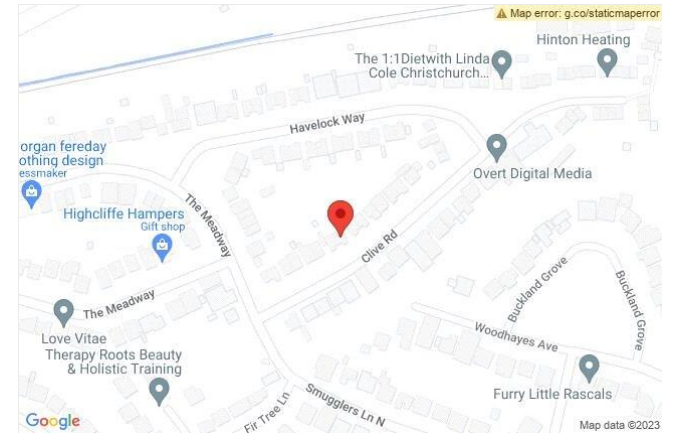 Map error: g.co/staticmaperror
Hinton Heating
The 1:1Dietwith Linda
Cole Christchurch...
Havelock Way
Overt Digital Media
organ fereday
othing design
essmaker
The Meadway
Highcliffe Hampers
Gift shop
Clive Rd
Buckland Grove
Buckland Grove
The Meadway
Woodhayes Ave
Love Vitae
Therapy Roots Beauty
& Holistic Training
Smugglers Ln N
Furry Little Rascals
Fir Tree Ln
Google
Map data ©2023